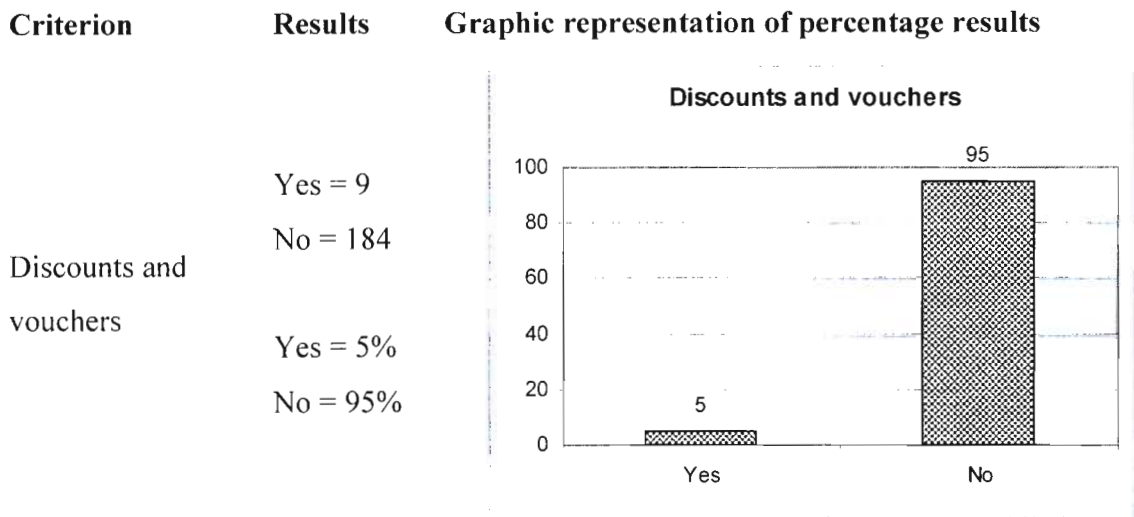 Criterion Results Graphic representation of percentage results
Discounts and vouchers
Yes = 9
No = 184
Discounts and
vouchers
Yes = 5%
No = 95%
95
100
80
60
40
20
0
5
Yes No